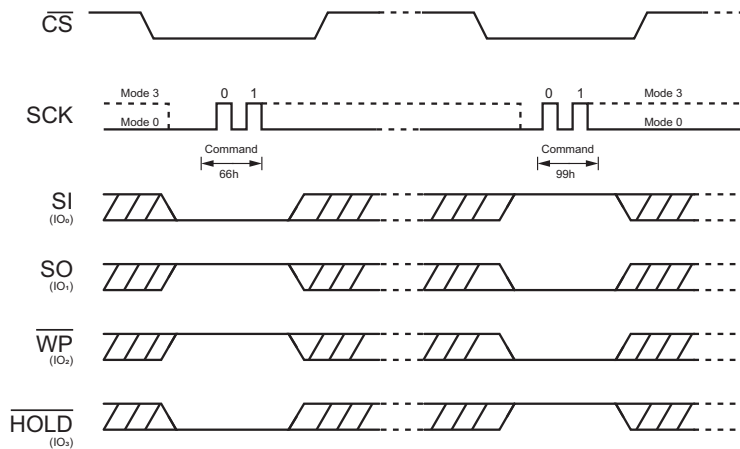 CS
Mode 3
0 1
0 1
Mode 3
SCK
Mode 0
Mode 0
Command
66h
Command
99h
SI
(IO₀)
SO
(IO₁)
WP
(IO₂)
HOLD
(IO₃)